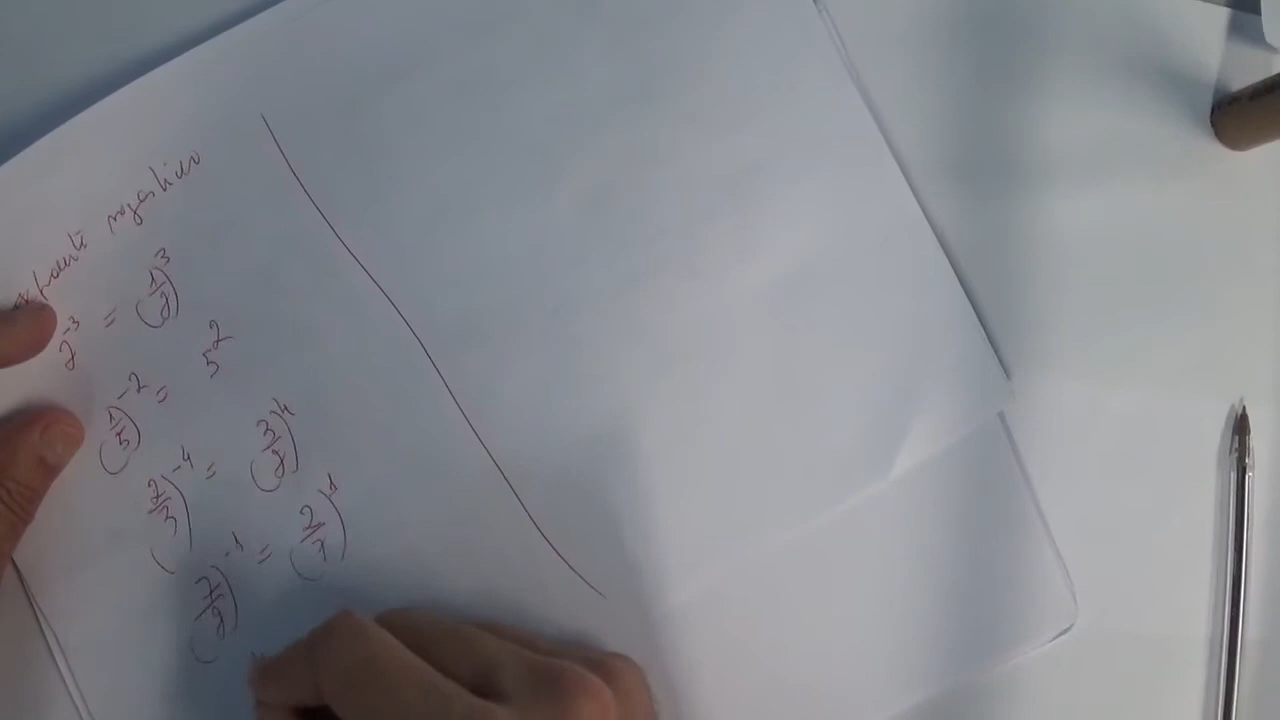 expoente negativo
2^-3 = (1/2)^3
(1/5)^-2 = 5^2
(2/3)^-4 = (3/2)^4
(7/2)^-1 = (2/7)^1